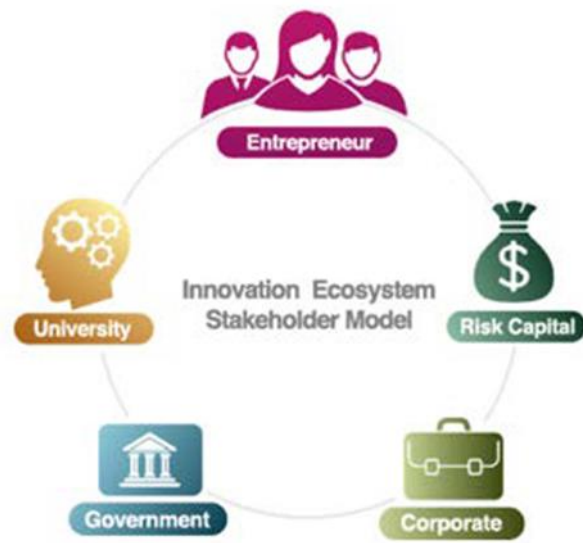 Entrepreneur
University
Innovation Ecosystem
Stakeholder Model
$
Risk Capital
Government
Corporate